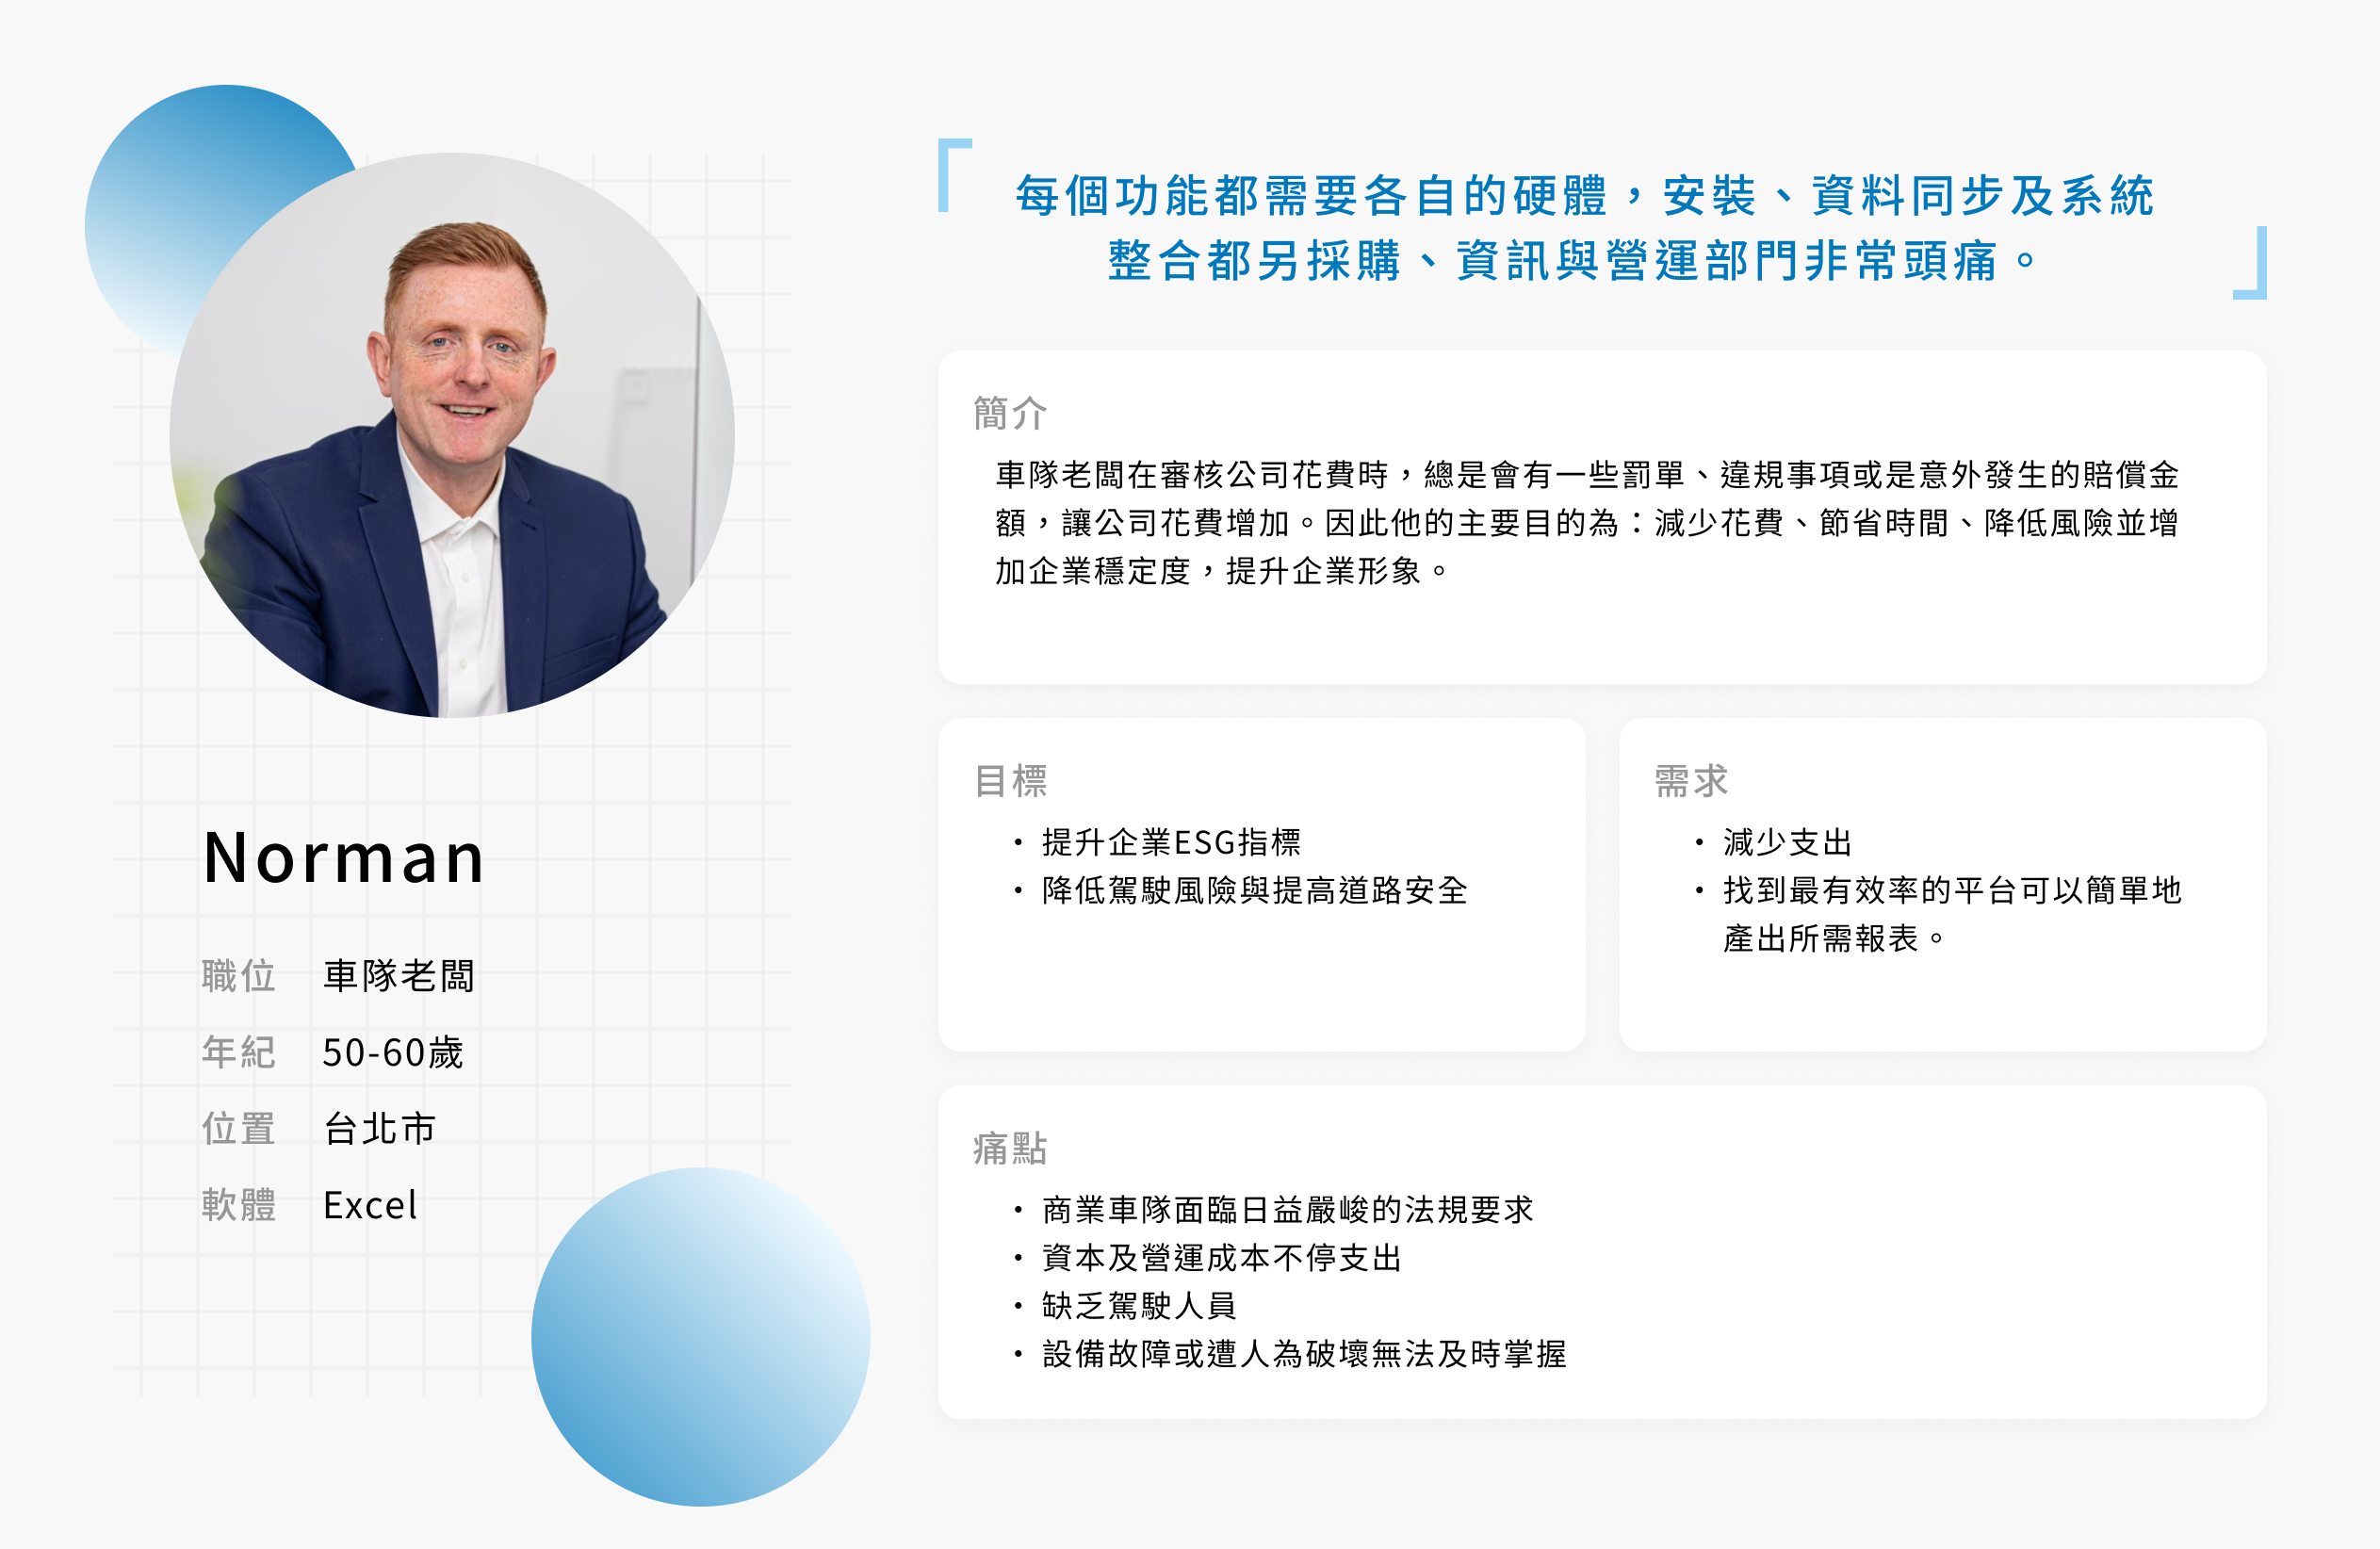 「每個功能都需要各自的硬體，安裝、資料同步及系統
整合都另採購、資訊與營運部門非常頭痛。」
簡介
車隊老闆在審核公司花費時，總是會有一些罰單、違規事項或是意外發生的賠償金
額，讓公司花費增加。因此他的主要目的為：減少花費、節省時間、降低風險並增
加企業穩定度，提升企業形象。
目標
・提升企業ESG指標
・降低駕駛風險與提高道路安全
需求
・減少支出
・找到最有效率的平台可以簡單地
產出所需報表。
痛點
・商業車隊面臨日益嚴峻的法規要求
・資本及營運成本不停支出
・缺乏駕駛人員
・設備故障或遭人為破壞無法及時掌握
Norman
職位 車隊老闆
年紀 50-60歲
位置 台北市
軟體 Excel